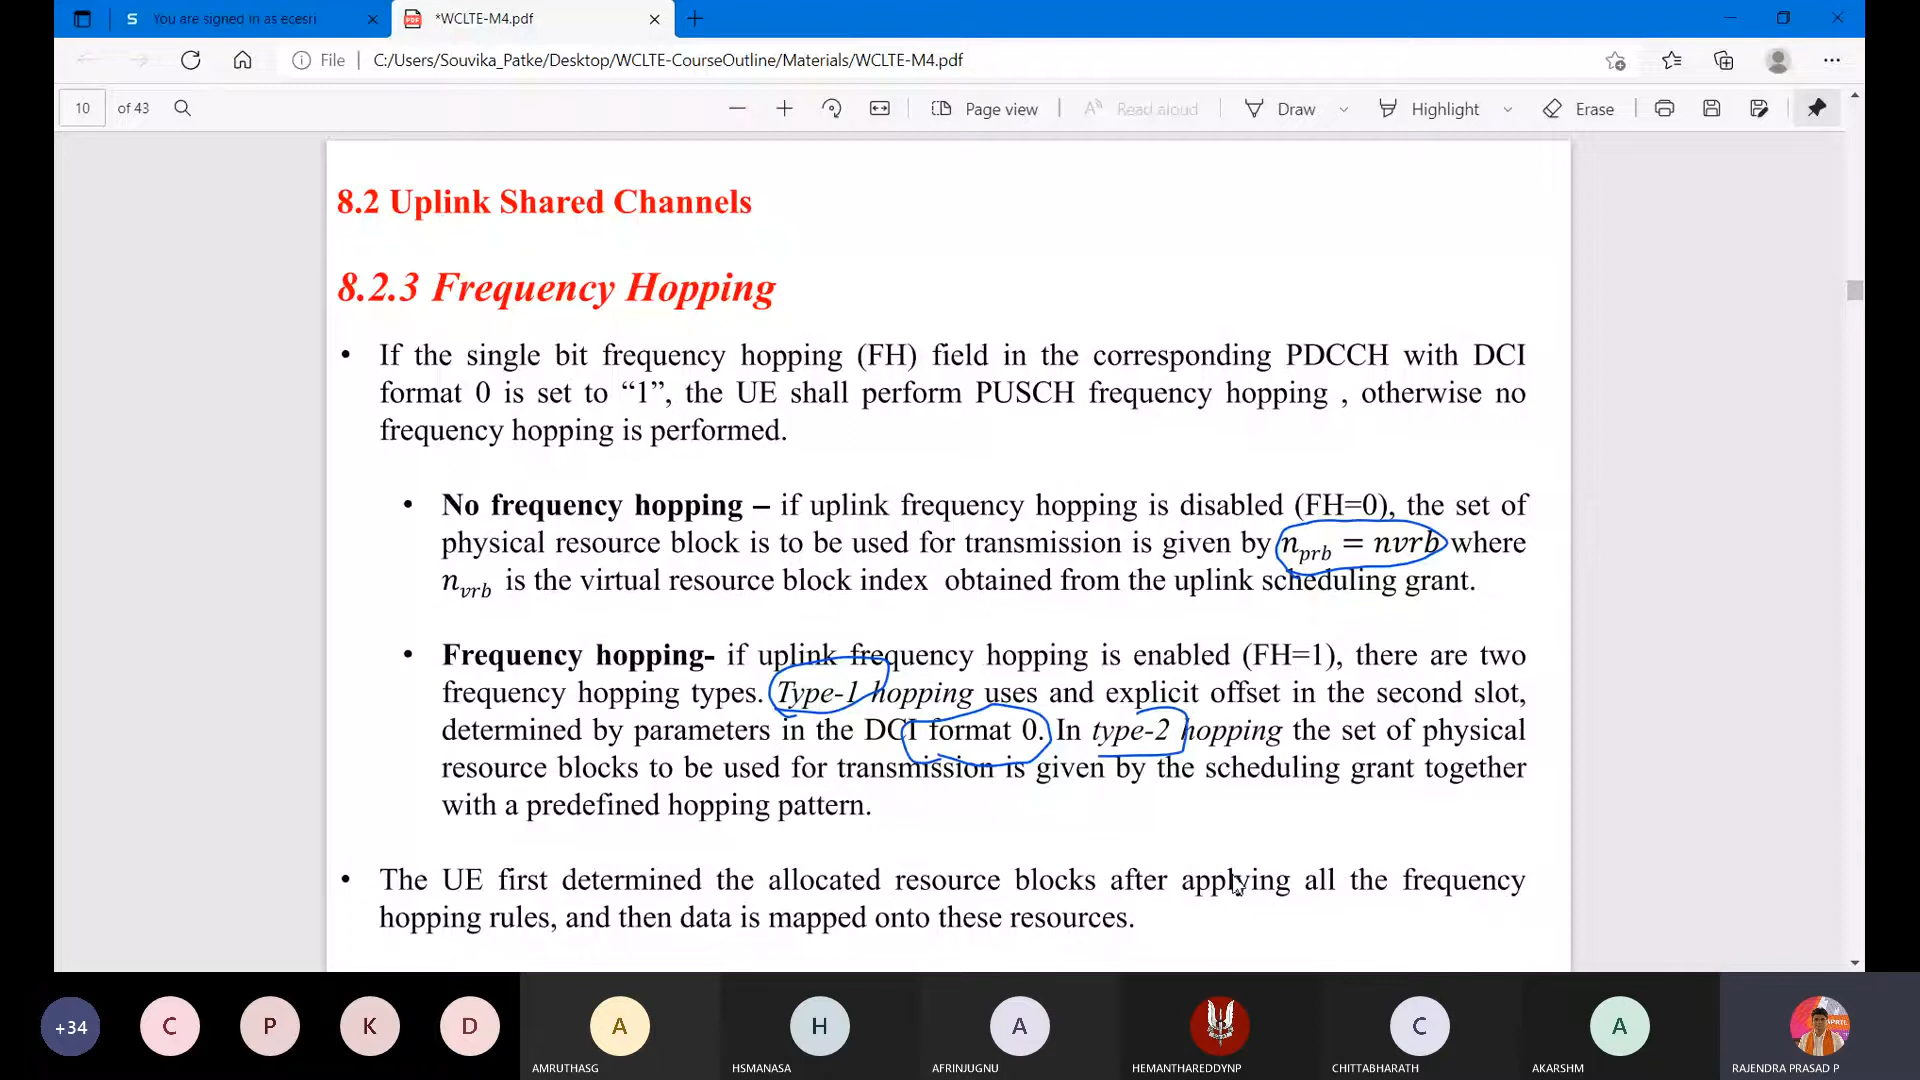 You are signed in as ecesri
*WCLTE-M4.pdf
File C:/Users/Souvika_Patke/Desktop/WCLTE-CourseOutline/Materials/WCLTE-M4.pdf
10 of 43 Page view Read aloud Draw Highlight Erase
8.2 Uplink Shared Channels
8.2.3 Frequency Hopping
• If the single bit frequency hopping (FH) field in the corresponding PDCCH with DCI
format 0 is set to “1”, the UE shall perform PUSCH frequency hopping , otherwise no
frequency hopping is performed.
• No frequency hopping – if uplink frequency hopping is disabled (FH=0), the set of
physical resource block is to be used for transmission is given by n_prb = nvrb where
n_vrb is the virtual resource block index obtained from the uplink scheduling grant.
• Frequency hopping- if uplink frequency hopping is enabled (FH=1), there are two
frequency hopping types. Type-1 hopping uses and explicit offset in the second slot,
determined by parameters in the DCI format 0. In type-2 hopping the set of physical
resource blocks to be used for transmission is given by the scheduling grant together
with a predefined hopping pattern.
• The UE first determined the allocated resource blocks after applying all the frequency
hopping rules, and then data is mapped onto these resources.
+34 C P K D A H A C A
AMRUTHASG HSMANASA AFRINJUGNU HEMANTHAREDDYNP CHITTABHARATH AKARSHM RAJENDRA PRASAD P